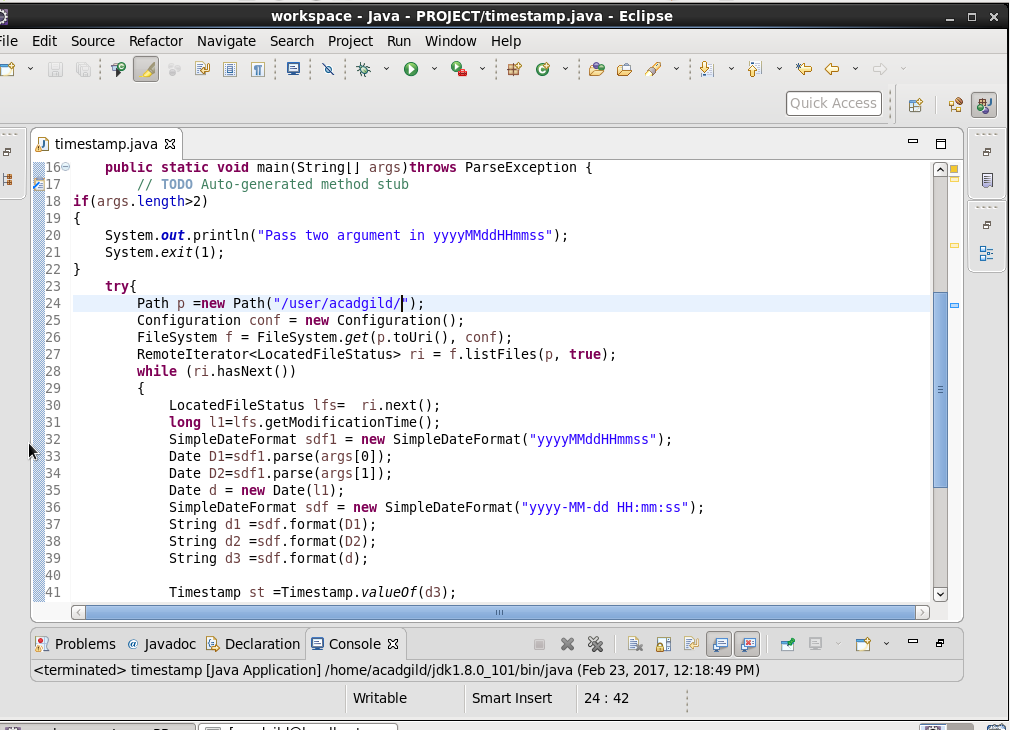 workspace - Java - PROJECT/timestamp.java - Eclipse
File Edit Source Refactor Navigate Search Project Run Window Help
Quick Access
timestamp.java
16 public static void main(String[] args)throws ParseException {
17 // TODO Auto-generated method stub
18 if(args.length>2)
19 {
20 System.out.println("Pass two argument in yyyyMMddHHmmss");
21 System.exit(1);
22 }
23 try{
24 Path p =new Path("/user/acadgild/");
25 Configuration conf = new Configuration();
26 FileSystem f = FileSystem.get(p.toUri(), conf);
27 RemoteIterator<LocatedFileStatus> ri = f.listFiles(p, true);
28 while (ri.hasNext())
29 {
30 LocatedFileStatus lfs= ri.next();
31 long l1=lfs.getModificationTime();
32 SimpleDateFormat sdf1 = new SimpleDateFormat("yyyyMMddHHmmss");
33 Date D1=sdf1.parse(args[0]);
34 Date D2=sdf1.parse(args[1]);
35 Date d = new Date(l1);
36 SimpleDateFormat sdf = new SimpleDateFormat("yyyy-MM-dd HH:mm:ss");
37 String d1 =sdf.format(D1);
38 String d2 =sdf.format(D2);
39 String d3 =sdf.format(d);
40
41 Timestamp st =Timestamp.valueOf(d3);
Problems @ Javadoc Declaration Console
<terminated> timestamp [Java Application] /home/acadgild/jdk1.8.0_101/bin/java (Feb 23, 2017, 12:18:49 PM)
Writable Smart Insert 24 : 42